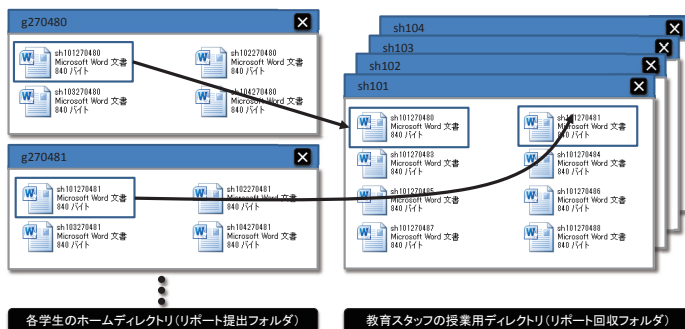 g270480
sh101270480
Microsoft Word 文書
840 バイト
sh102270480
Microsoft Word 文書
840 バイト
sh103270480
Microsoft Word 文書
840 バイト
sh104270480
Microsoft Word 文書
840 バイト
g270481
sh101270481
Microsoft Word 文書
840 バイト
sh102270481
Microsoft Word 文書
840 バイト
sh103270481
Microsoft Word 文書
840 バイト
sh104270481
Microsoft Word 文書
840 バイト
各学生のホームディレクトリ(リポート提出フォルダ)
sh104
sh103
sh102
sh101
sh101270480
Microsoft Word 文書
840 バイト
sh101270481
Microsoft Word 文書
840 バイト
sh101270483
Microsoft Word 文書
840 バイト
sh101270484
Microsoft Word 文書
840 バイト
sh101270485
Microsoft Word 文書
840 バイト
sh101270486
Microsoft Word 文書
840 バイト
sh101270487
Microsoft Word 文書
840 バイト
sh101270488
Microsoft Word 文書
840 バイト
教育スタッフの授業用ディレクトリ(リポート回収フォルダ)